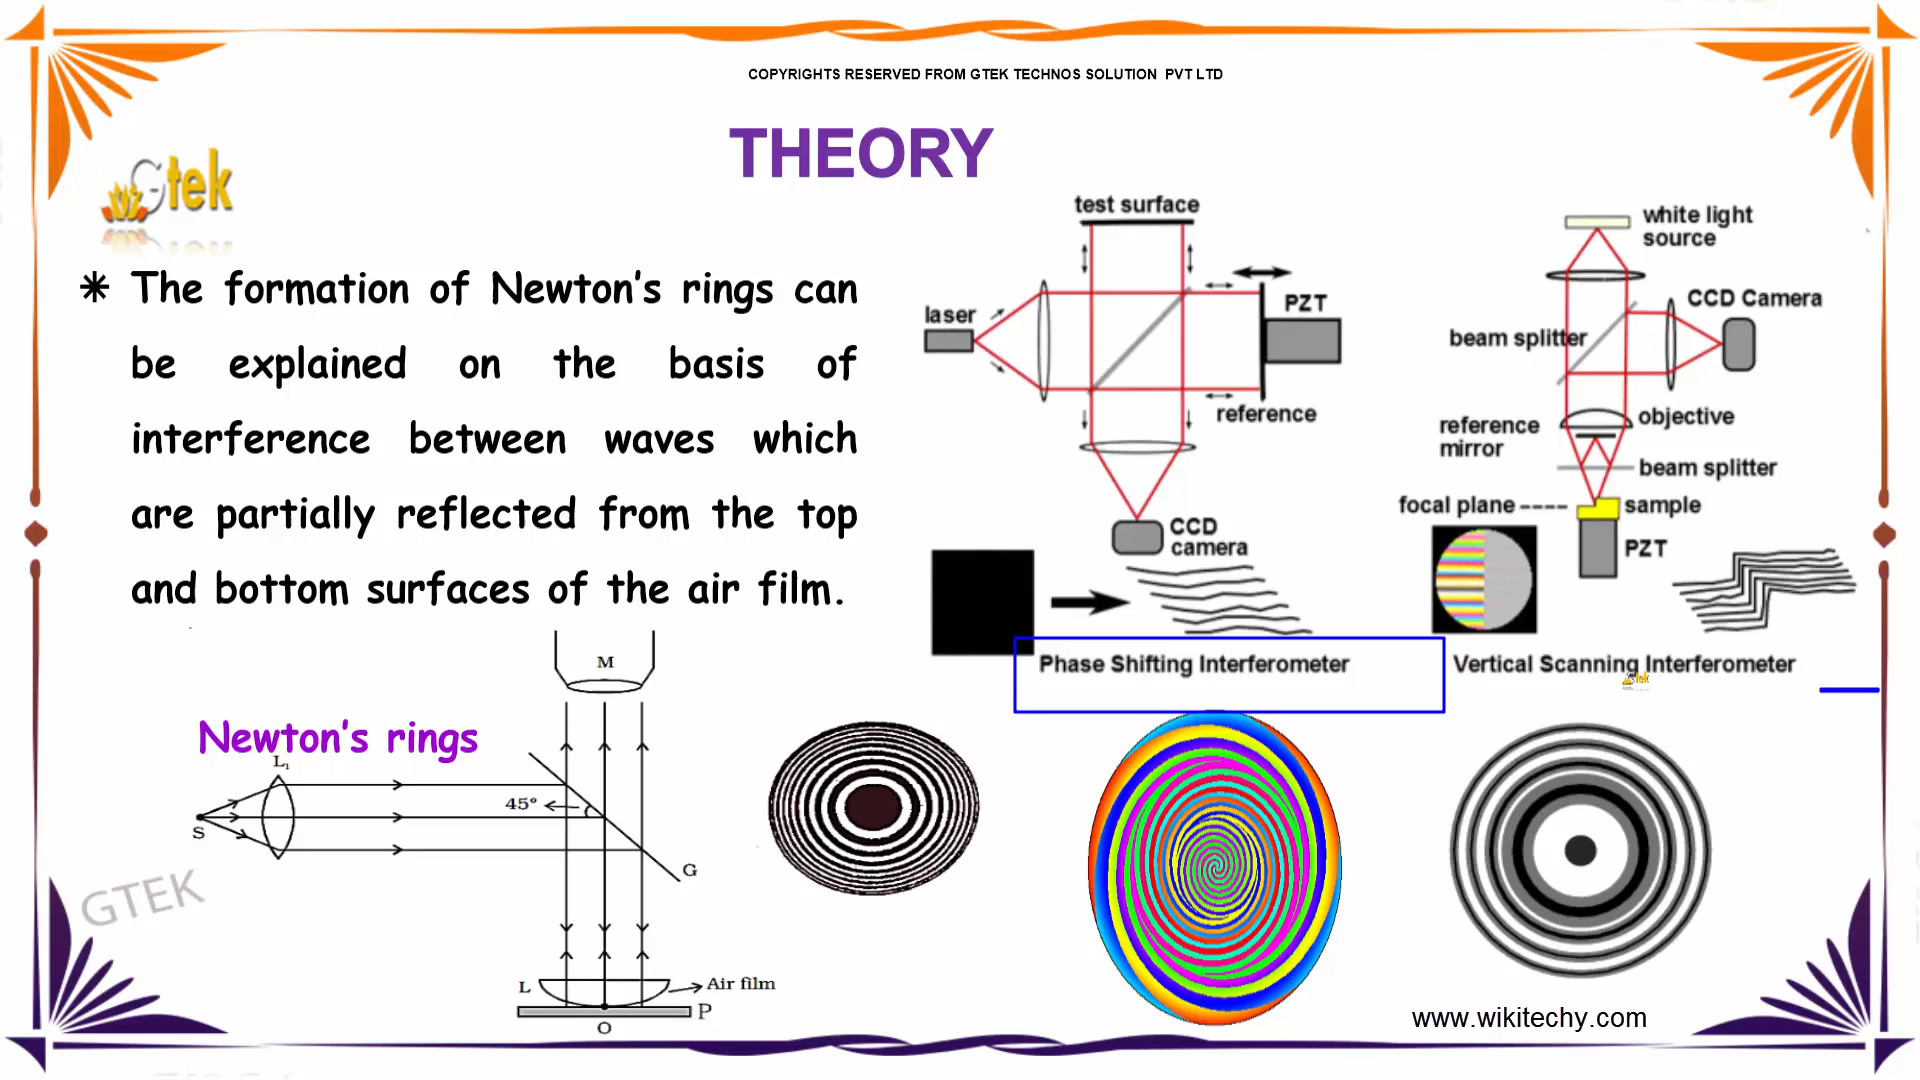 COPYRIGHTS RESERVED FROM GTEK TECHNOS SOLUTION PVT LTD
THEORY
Gtek
✳ The formation of Newton's rings can
be explained on the basis of
interference between waves which
are partially reflected from the top
and bottom surfaces of the air film.
test surface
laser
PZT
reference
CCD
camera
Phase Shifting Interferometer
white light
source
CCD Camera
beam splitter
objective
reference
mirror
beam splitter
focal plane ----
sample
PZT
Vertical Scanning Interferometer
Gtek
Newton's rings
M
L₁
45°
S
G
L
Air film
P
O
GTEK
www.wikitechy.com